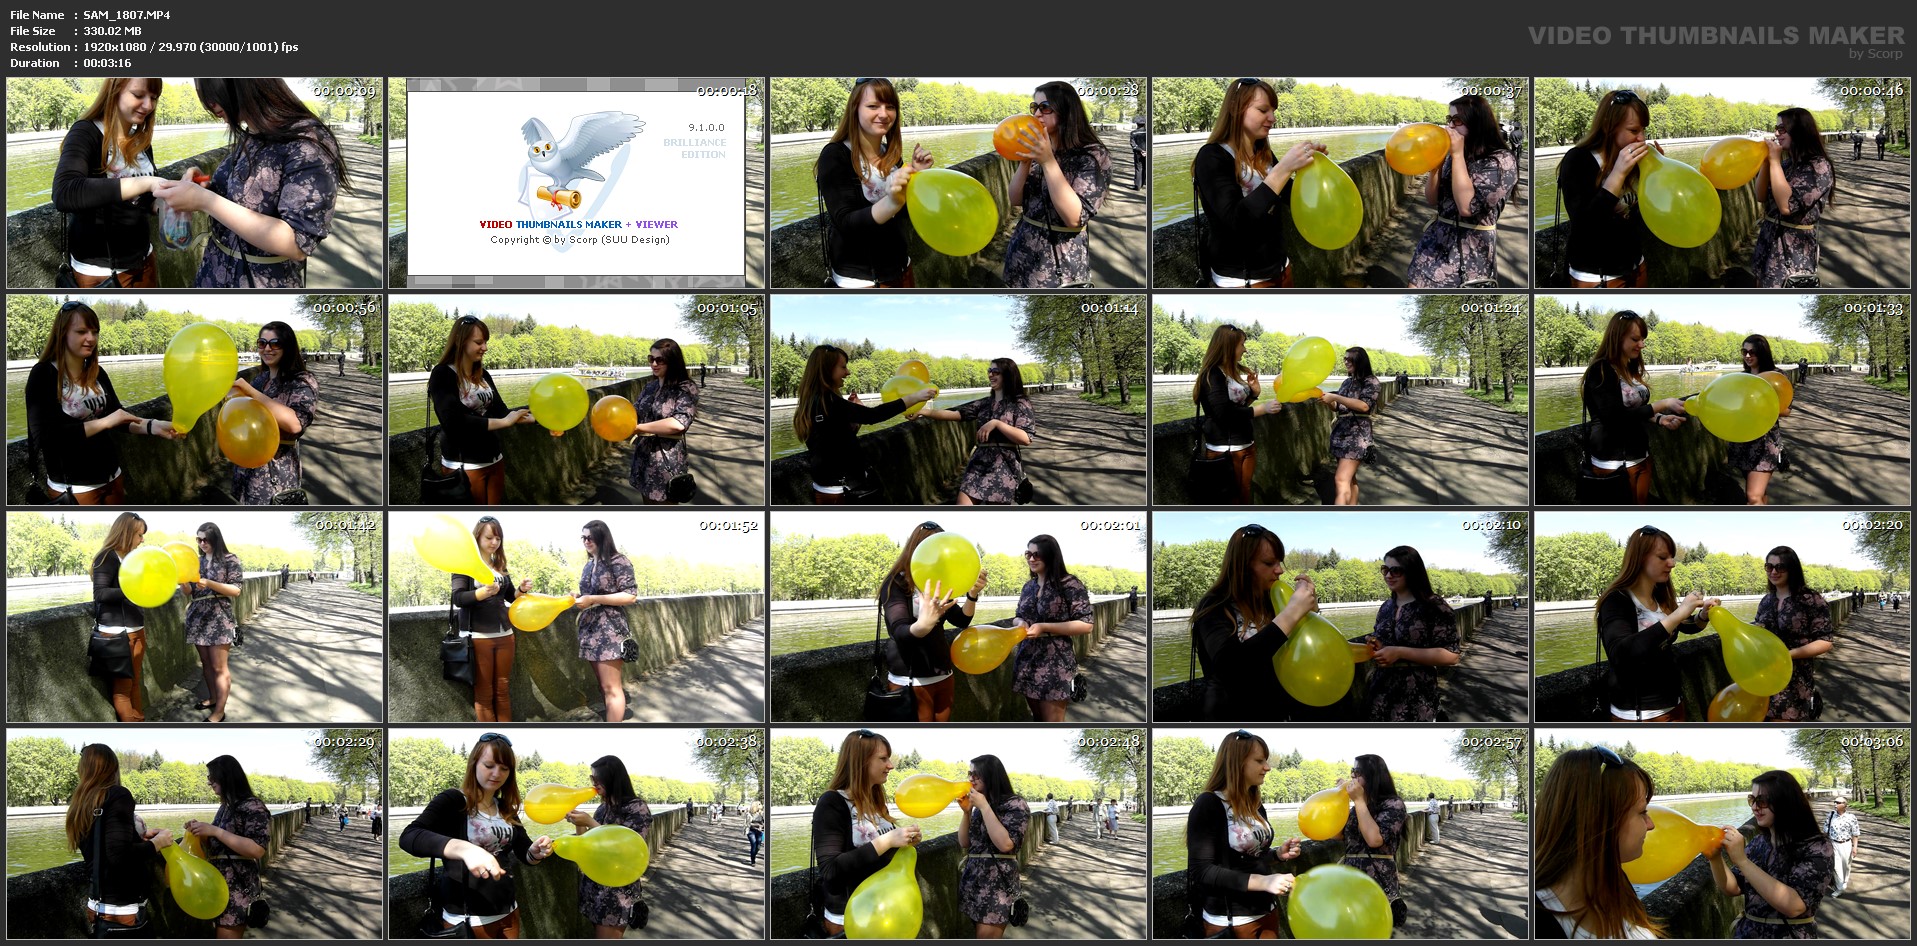 File Name : SAM_1807.MP4
File Size : 330.02 MB
Resolution : 1920x1080 / 29.970 (30000/1001) fps
Duration : 00:03:16
VIDEO THUMBNAILS MAKER
by Scorp
00:00:09
00:00:18
9.1.0.0
BRILLIANCE
EDITION
VIDEO THUMBNAILS MAKER + VIEWER
Copyright © by Scorp (SUU Design)
00:00:28
00:00:37
00:00:46
00:00:56
00:01:05
00:01:14
00:01:24
00:01:33
00:01:42
00:01:52
00:02:01
00:02:10
00:02:20
00:02:29
00:02:38
00:02:48
00:02:57
00:03:06